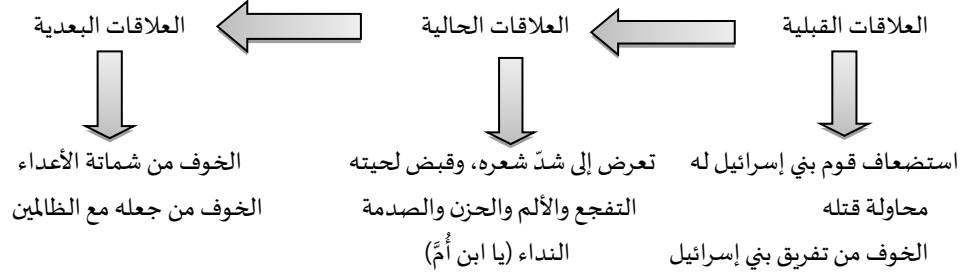 العلاقات القبلية
العلاقات الحالية
العلاقات البعدية
استضعاف قوم بني إسرائيل له
محاولة قتله
الخوف من تفريق بني إسرائيل
تعرض إلى شدّ شعره، وقبض لحيته
التفجع والألم والحزن والصدمة
النداء (يا ابن أُمَّ)
الخوف من شماتة الأعداء
الخوف من جعله مع الظالمين